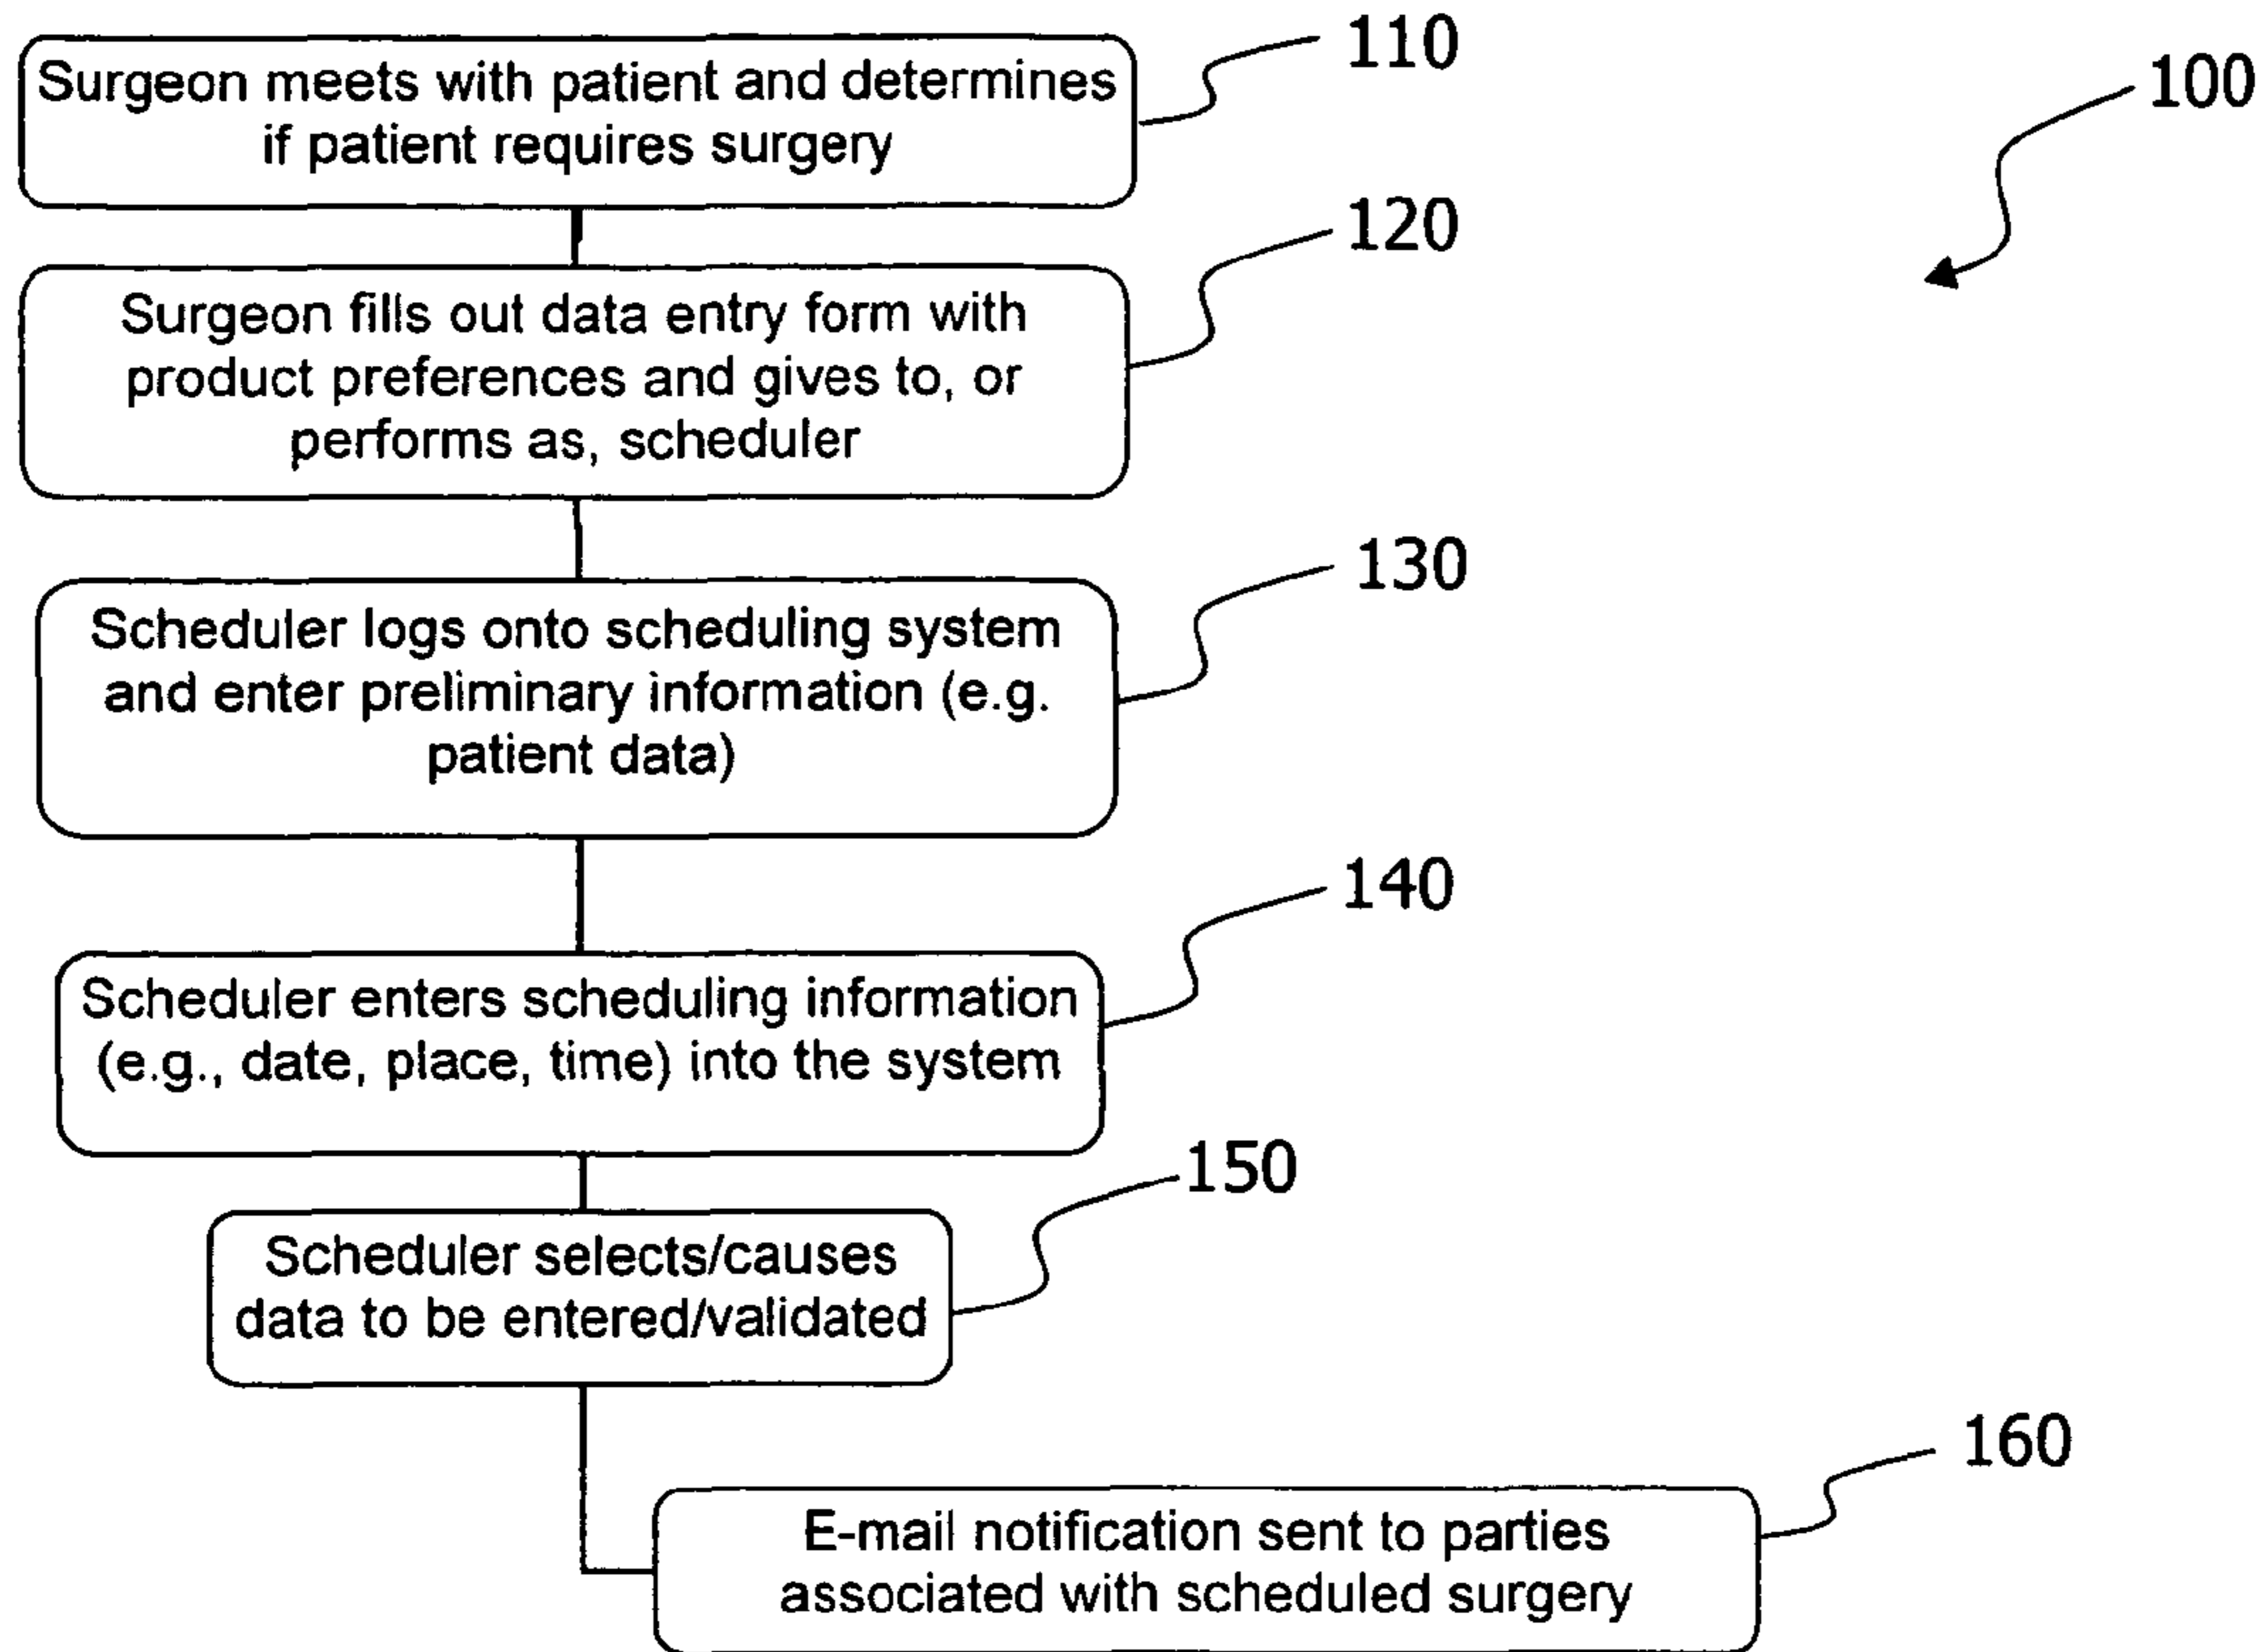 110
100
Surgeon meets with patient and determines
if patient requires surgery
120
Surgeon fills out data entry form with
product preferences and gives to, or
performs as, scheduler
130
Scheduler logs onto scheduling system
and enter preliminary information (e.g.
patient data)
140
Scheduler enters scheduling information
(e.g., date, place, time) into the system
150
Scheduler selects/causes
data to be entered/validated
160
E-mail notification sent to parties
associated with scheduled surgery